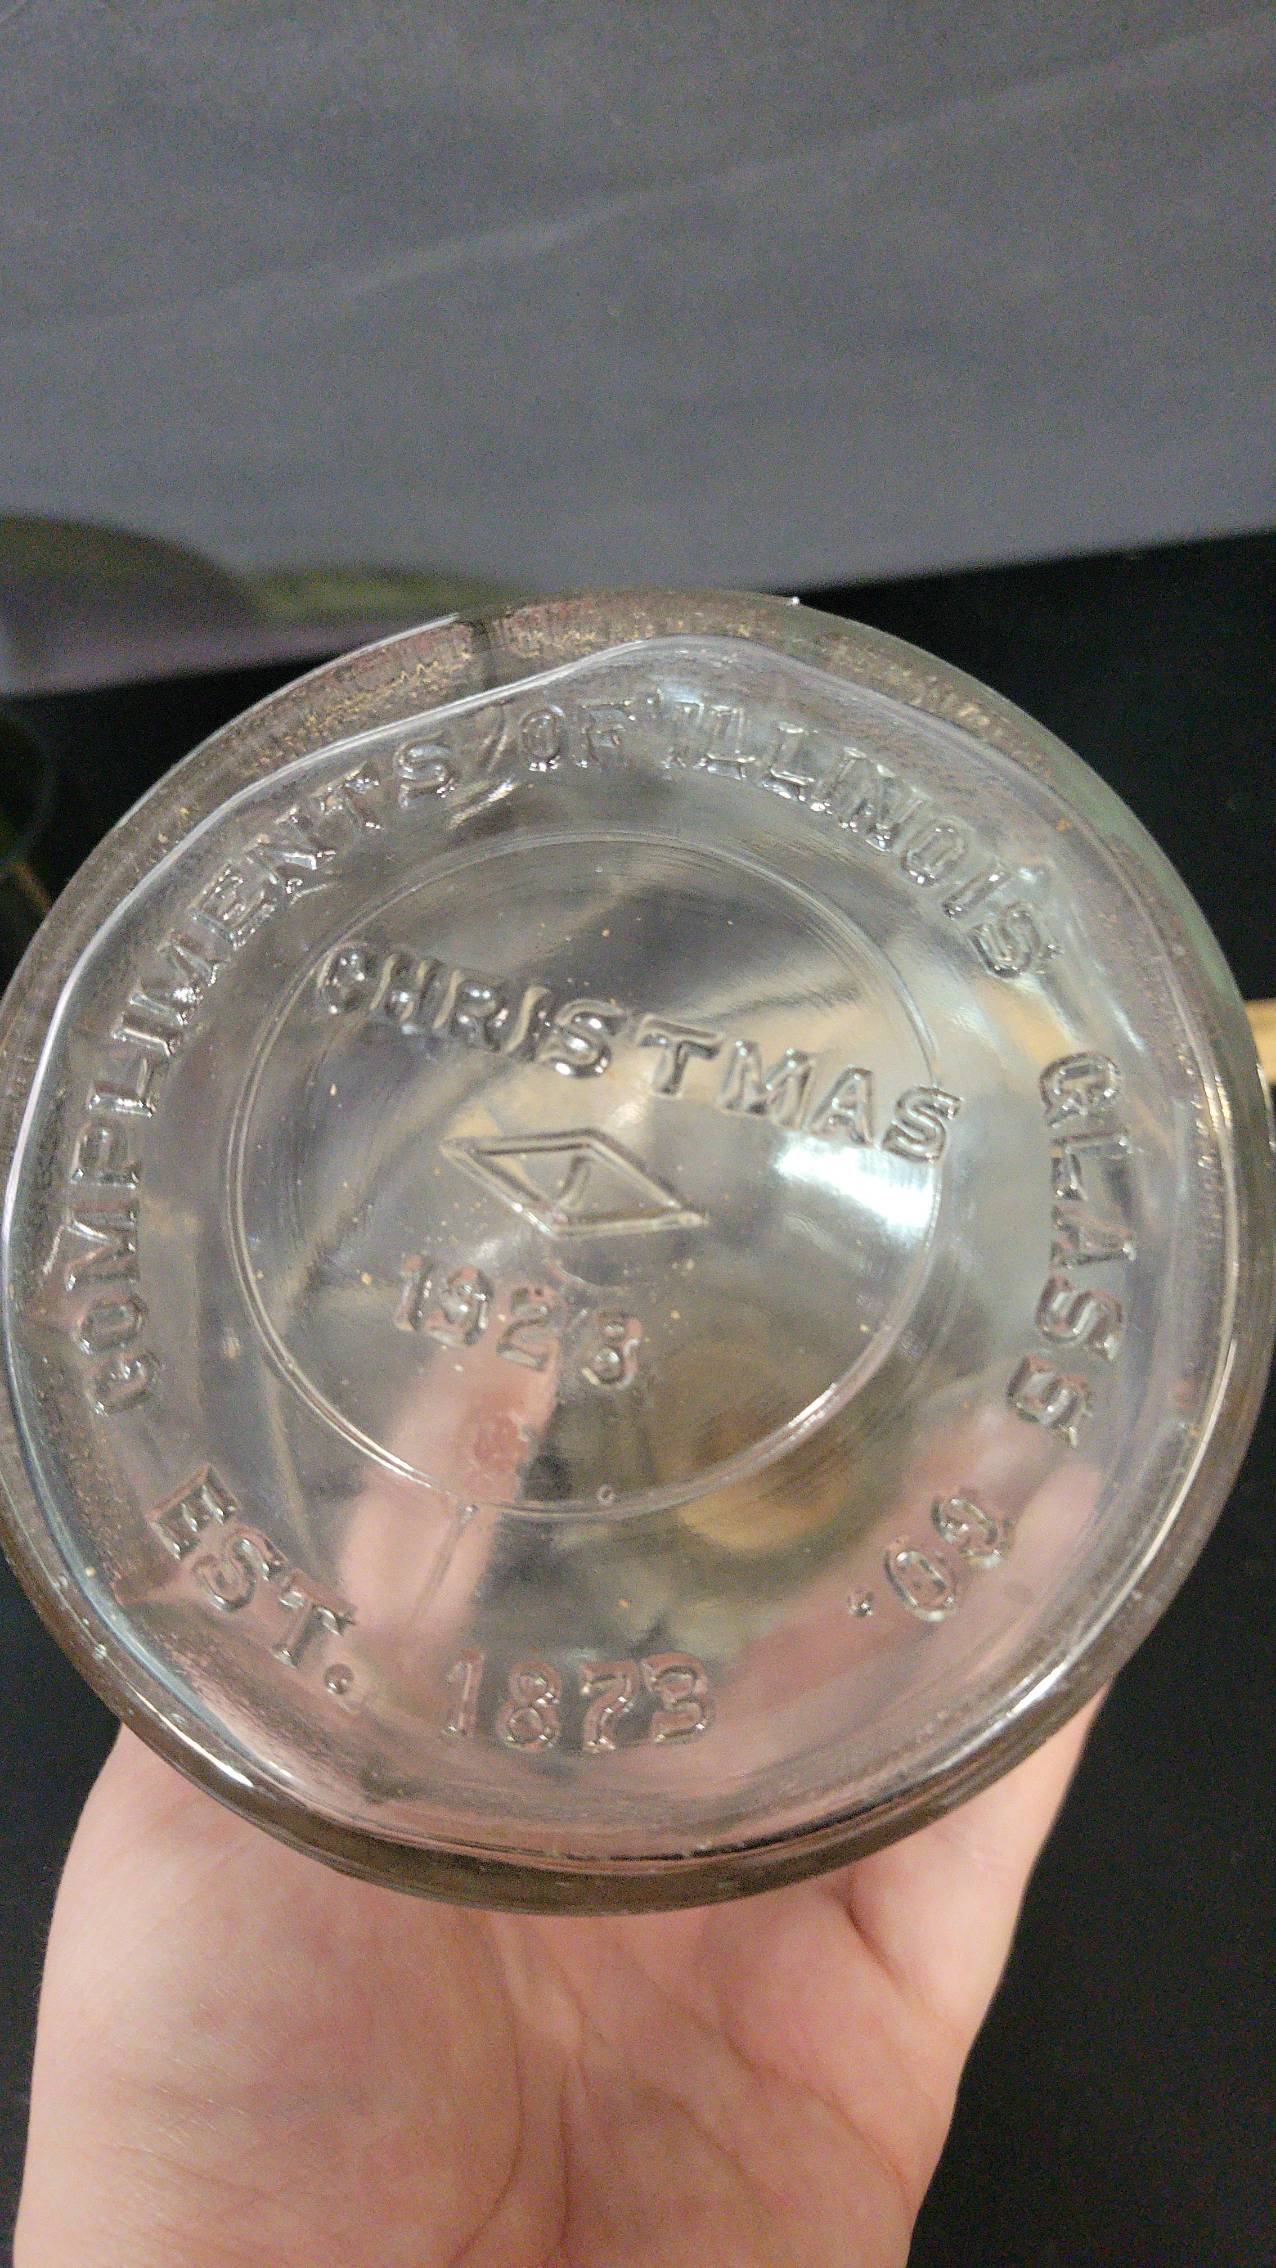 COMPLIMENTS OF ILLINOIS GLASS CO.
CHRISTMAS
I
1928
EST. 1873